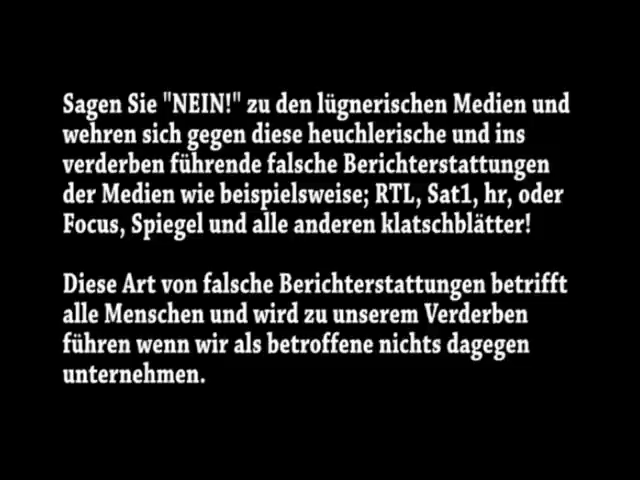 Sagen Sie "NEIN!" zu den lügnerischen Medien und
wehren sich gegen diese heuchlerische und ins
verderben führende falsche Berichterstattungen
der Medien wie beispielsweise; RTL, Sat1, hr, oder
Focus, Spiegel und alle anderen klatschblätter!
Diese Art von falsche Berichterstattungen betrifft
alle Menschen und wird zu unserem Verderben
führen wenn wir als betroffene nichts dagegen
unternehmen.